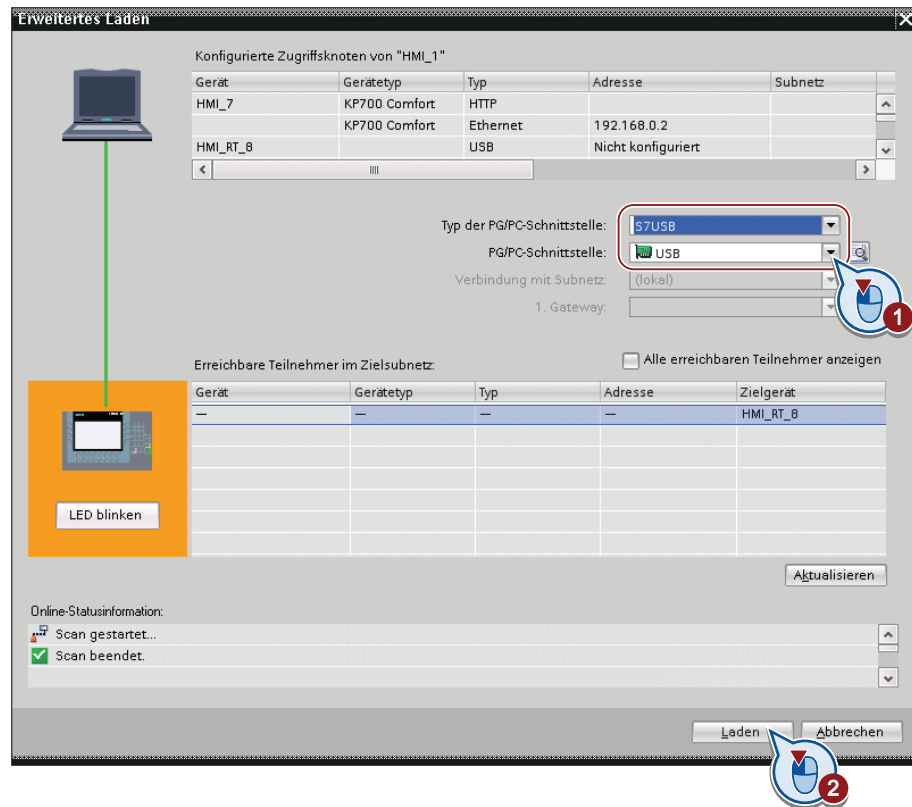 Erweitertes Laden
Konfigurierte Zugriffsknoten von "HMI_1"
Gerät Gerätetyp Typ Adresse Subnetz
HMI_7 KP700 Comfort HTTP
KP700 Comfort Ethernet 192.168.0.2
HMI_RT_8 USB Nicht konfiguriert
Typ der PG/PC-Schnittstelle: S7USB
PG/PC-Schnittstelle: USB
Verbindung mit Subnetz: (lokal)
1. Gateway:
1
Erreichbare Teilnehmer im Zielsubnetz: Alle erreichbaren Teilnehmer anzeigen
Gerät Gerätetyp Typ Adresse Zielgerät
— — — — HMI_RT_8
LED blinken
Aktualisieren
Online-Statusinformation:
Scan gestartet...
Scan beendet.
Laden Abbrechen
2